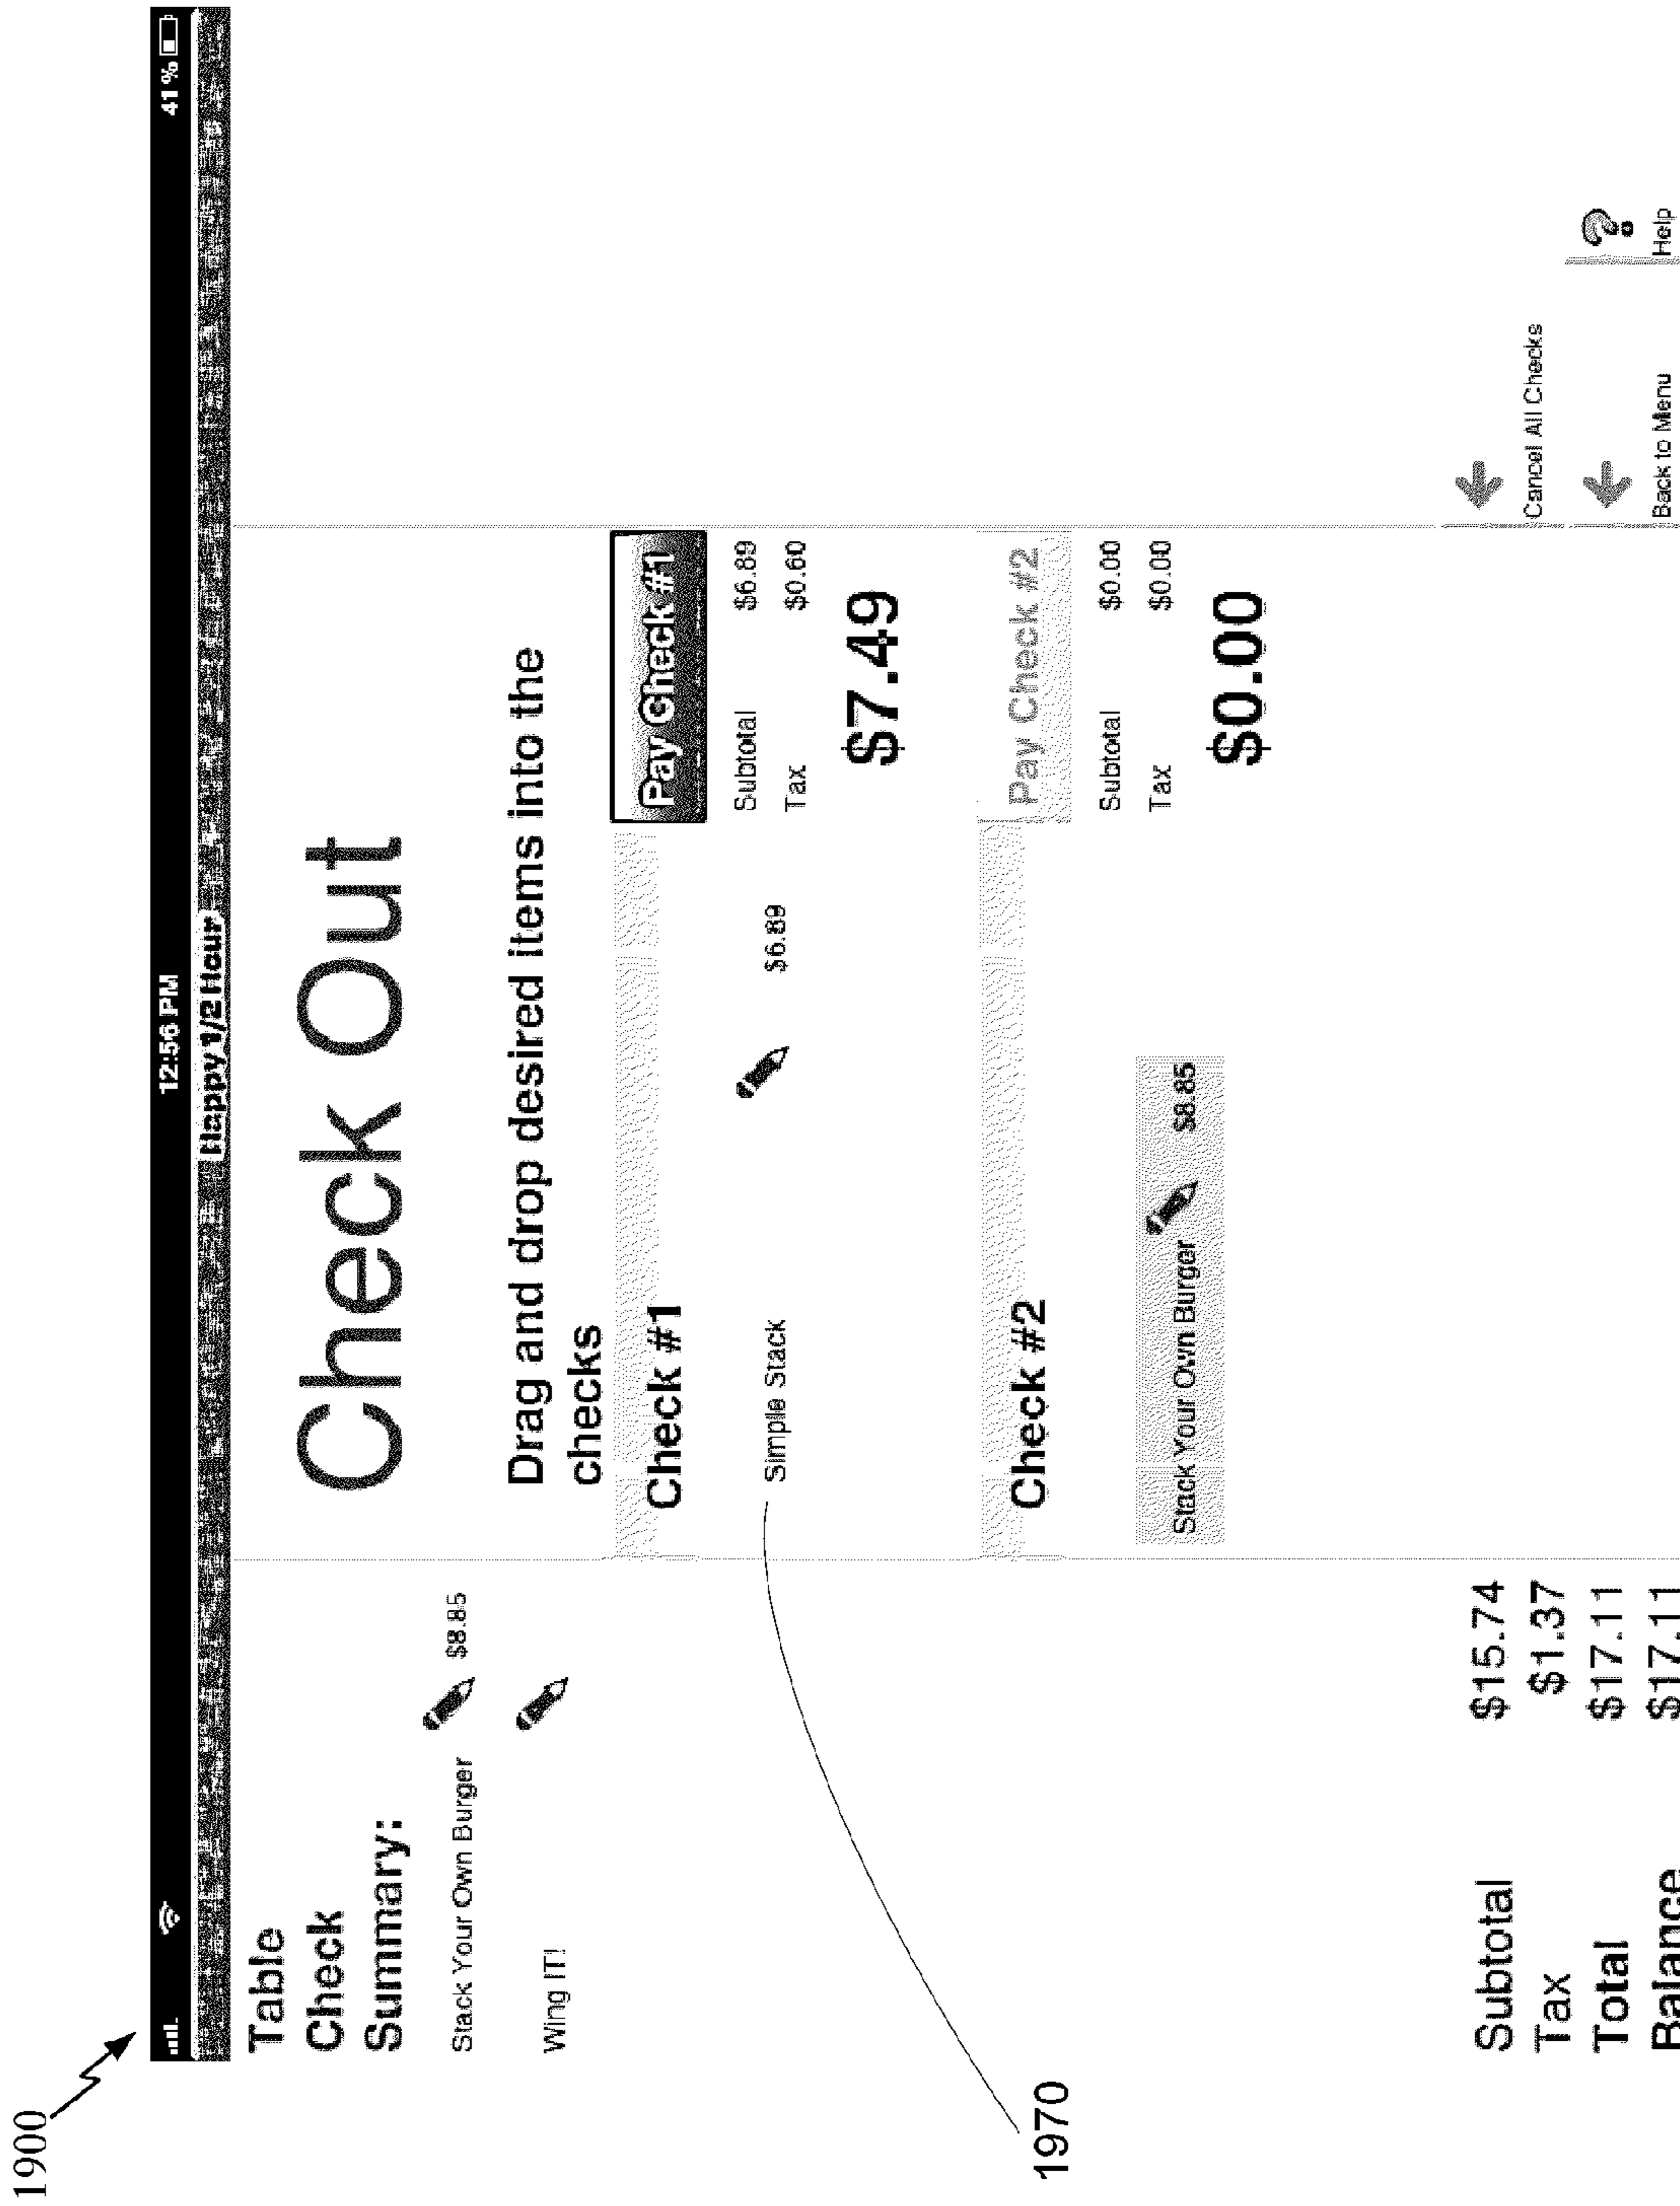 1900
12:56 PM 41 %
Happy 1/2 Hour
Table
Check
Summary:
Stack Your Own Burger $8.85
Wing IT!
Subtotal $15.74
Tax $1.37
Total $17.11
Balance $17.11
Check Out
Drag and drop desired items into the
checks
Check #1
Pay Check #1
Simple Stack $6.89
Subtotal $6.89
Tax $0.60
$7.49
Check #2
Pay Check #2
Stack Your Own Burger $8.85
Subtotal $0.00
Tax $0.00
$0.00
Cancel All Checks
Back to Menu
?
Help
1970